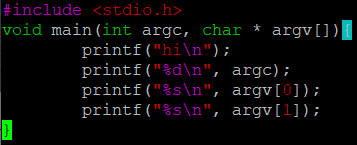 #include <stdio.h>
void main(int argc, char * argv[]){
        printf("hi\n");
        printf("%d\n", argc);
        printf("%s\n", argv[0]);
        printf("%s\n", argv[1]);
}